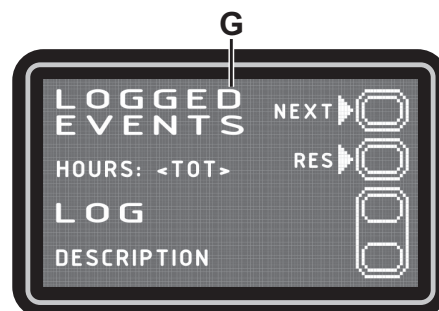 G
LOGGED
EVENTS
NEXT
HOURS: <TOT>
RES
LOG
DESCRIPTION